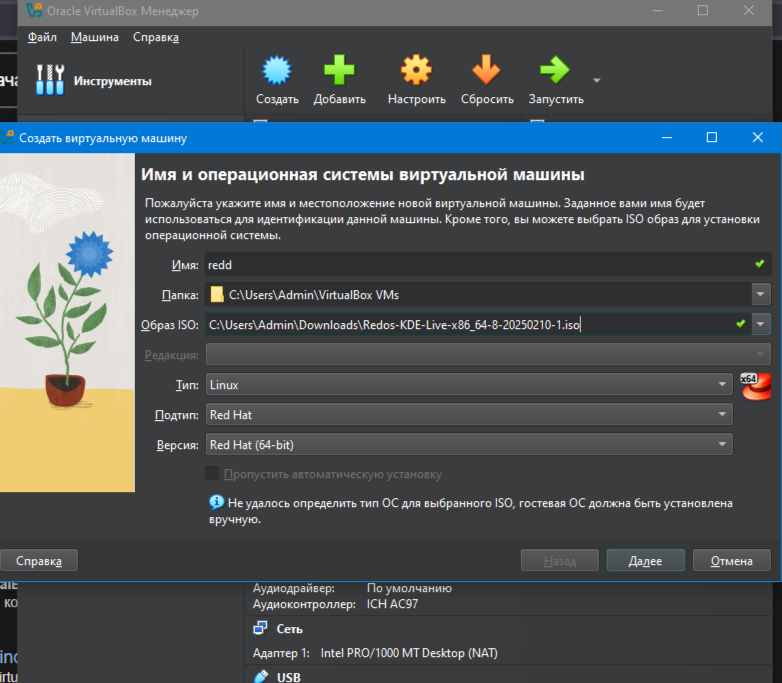 Oracle VirtualBox Менеджер
Файл Машина Справка
Инструменты
Создать Добавить Настроить Сбросить Запустить
Создать виртуальную машину
Имя и операционная системы виртуальной машины
Пожалуйста укажите имя и местоположение новой виртуальной машины. Заданное вами имя будет
использоваться для идентификации данной машины. Кроме того, вы можете выбрать ISO образ для установки
операционной системы.
Имя: redd
Папка: C:\Users\Admin\VirtualBox VMs
Образ ISO: C:\Users\Admin\Downloads\Redos-KDE-Live-x86_64-8-20250210-1.iso
Редакция:
Тип: Linux
x64
Подтип: Red Hat
Версия: Red Hat (64-bit)
Пропустить автоматическую установку
Не удалось определить тип ОС для выбранного ISO, гостевая ОС должна быть установлена
вручную.
Справка Назад Далее Отмена
Аудиодрайвер: По умолчанию
Аудиоконтроллер: ICH AC97
Сеть
Адаптер 1: Intel PRO/1000 MT Desktop (NAT)
USB